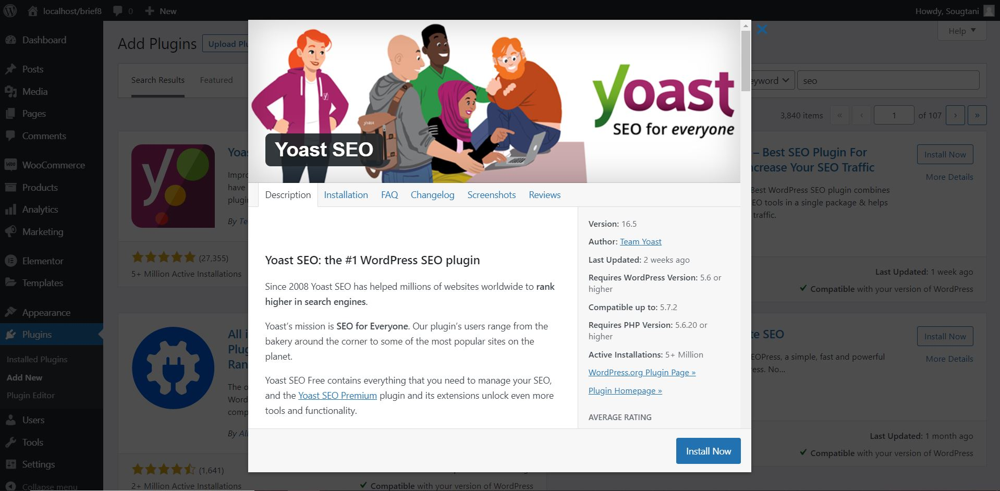 localhost/brief8
0
New
Howdy, Sougtani
Dashboard
Posts
Media
Pages
Comments
WooCommerce
Products
Analytics
Marketing
Elementor
Templates
Appearance
Plugins
Installed Plugins
Add New
Plugin Editor
Users
Tools
Settings
Collapse menu
Add Plugins
Upload Plu
Help
Search Results
Featured
eyword
seo
3,840 items
« ‹ 1 of 107 › »
Yoas
Impro
have
plugin
By Te
(27,355)
5+ Million Active Installations
All i
Plug
Ran
The o
Word
comp
By All
(1,641)
2+ Million Active Installations
Compatible with your version of WordPress
yoast
SEO for everyone
yoast
Yoast SEO
Description
Installation
FAQ
Changelog
Screenshots
Reviews
Yoast SEO: the #1 WordPress SEO plugin
Since 2008 Yoast SEO has helped millions of websites worldwide to rank
higher in search engines.
Yoast’s mission is SEO for Everyone. Our plugin’s users range from the
bakery around the corner to some of the most popular sites on the
planet.
Yoast SEO Free contains everything that you need to manage your SEO,
and the Yoast SEO Premium plugin and its extensions unlock even more
tools and functionality.
Version: 16.5
Author: Team Yoast
Last Updated: 2 weeks ago
Requires WordPress Version: 5.6 or
higher
Compatible up to: 5.7.2
Requires PHP Version: 5.6.20 or
higher
Active Installations: 5+ Million
WordPress.org Plugin Page »
Plugin Homepage »
AVERAGE RATING
Install Now
– Best SEO Plugin For
ncrease Your SEO Traffic
Install Now
More Details
Best WordPress SEO plugin combines
EO tools in a single package & helps
traffic.
Last Updated: 1 week ago
Compatible with your version of WordPress
te SEO
Install Now
More Details
EOPress, a simple, fast and powerful
ess. No...
Last Updated: 1 month ago
Compatible with your version of WordPress